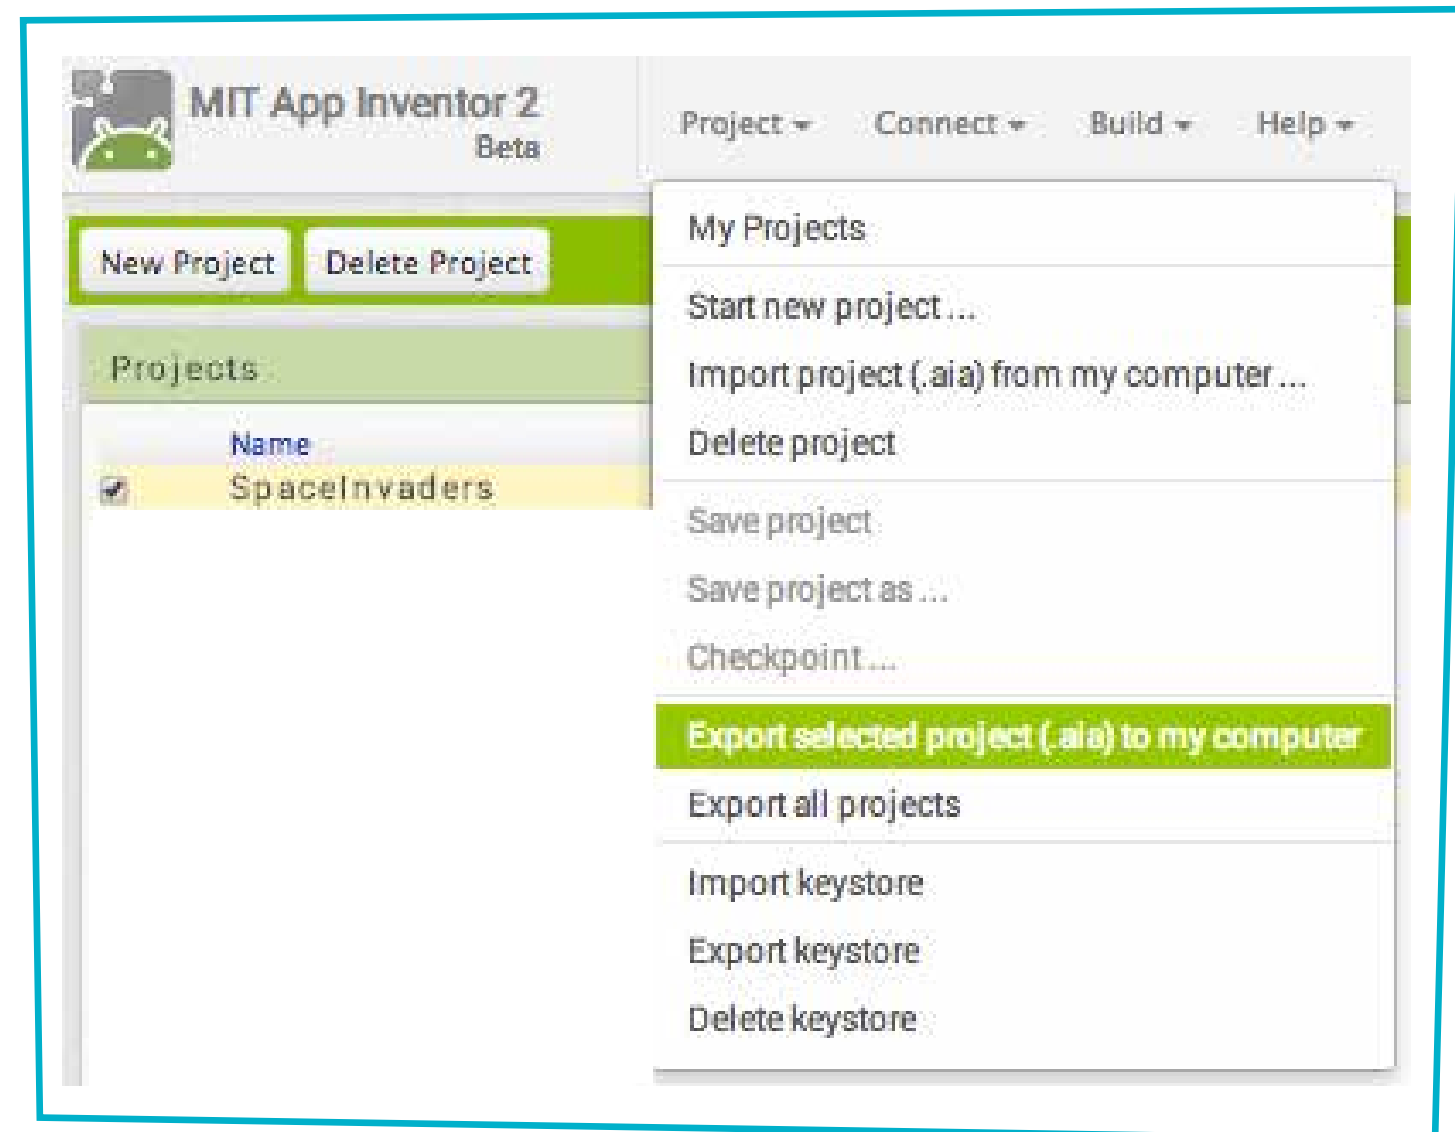 MIT App Inventor 2
Beta
Project
Connect
Build
Help
New Project
Delete Project
Projects
Name
SpaceInvaders
My Projects
Start new project ...
Import project (.aia) from my computer ...
Delete project
Save project
Save project as ...
Checkpoint ...
Export selected project (.aia) to my computer
Export all projects
Import keystore
Export keystore
Delete keystore